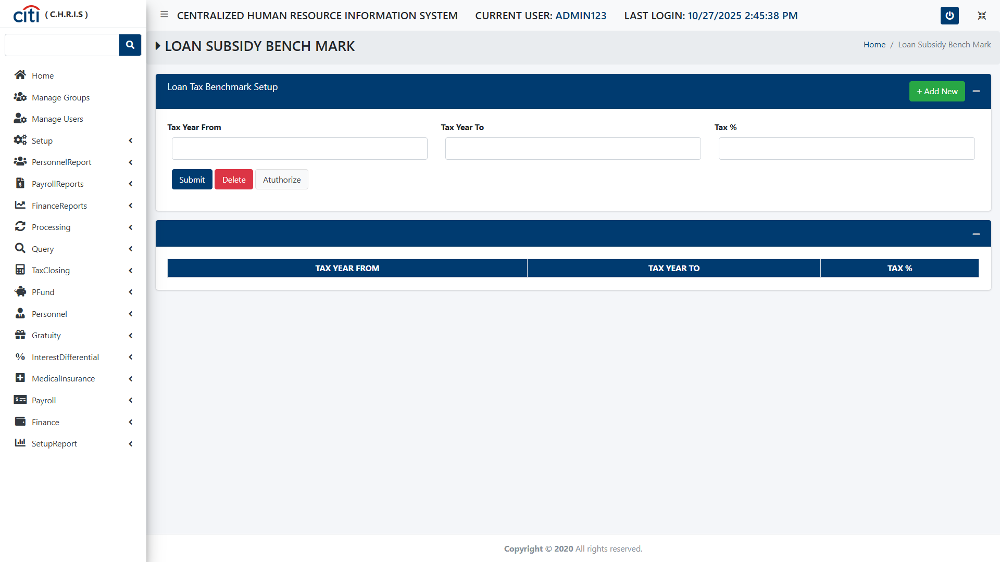 citi ( C.H.R.I.S )
CENTRALIZED HUMAN RESOURCE INFORMATION SYSTEM CURRENT USER: ADMIN123 LAST LOGIN: 10/27/2025 2:45:38 PM
LOAN SUBSIDY BENCH MARK
Home / Loan Subsidy Bench Mark
Home
Manage Groups
Manage Users
Setup
PersonnelReport
PayrollReports
FinanceReports
Processing
Query
TaxClosing
PFund
Personnel
Gratuity
InterestDifferential
MedicalInsurance
Payroll
Finance
SetupReport
Loan Tax Benchmark Setup
+ Add New
Tax Year From Tax Year To Tax %
Submit Delete Atuthorize
TAX YEAR FROM TAX YEAR TO TAX %
Copyright © 2020 All rights reserved.